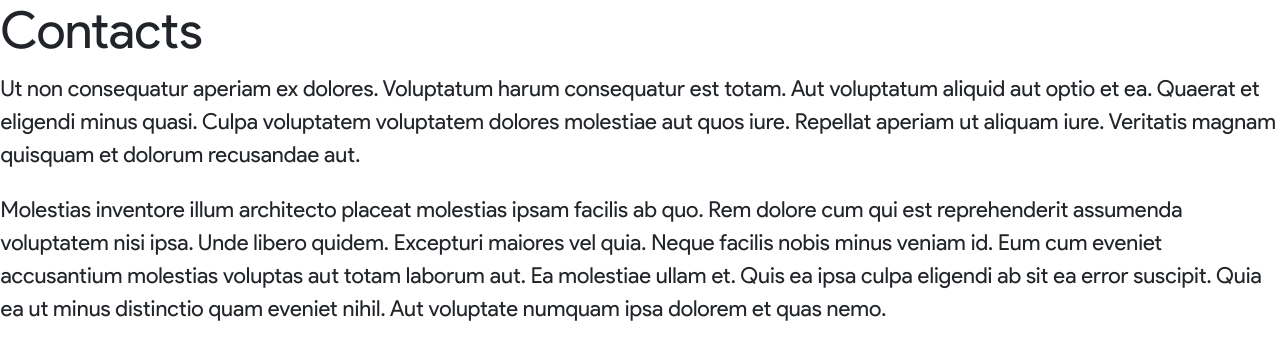 Contacts
Ut non consequatur aperiam ex dolores. Voluptatum harum consequatur est totam. Aut voluptatum aliquid aut optio et ea. Quaerat et
eligendi minus quasi. Culpa voluptatem voluptatem dolores molestiae aut quos iure. Repellat aperiam ut aliquam iure. Veritatis magnam
quisquam et dolorum recusandae aut.
Molestias inventore illum architecto placeat molestias ipsam facilis ab quo. Rem dolore cum qui est reprehenderit assumenda
voluptatem nisi ipsa. Unde libero quidem. Excepturi maiores vel quia. Neque facilis nobis minus veniam id. Eum cum eveniet
accusantium molestias voluptas aut totam laborum aut. Ea molestiae ullam et. Quis ea ipsa culpa eligendi ab sit ea error suscipit. Quia
ea ut minus distinctio quam eveniet nihil. Aut voluptate numquam ipsa dolorem et quas nemo.